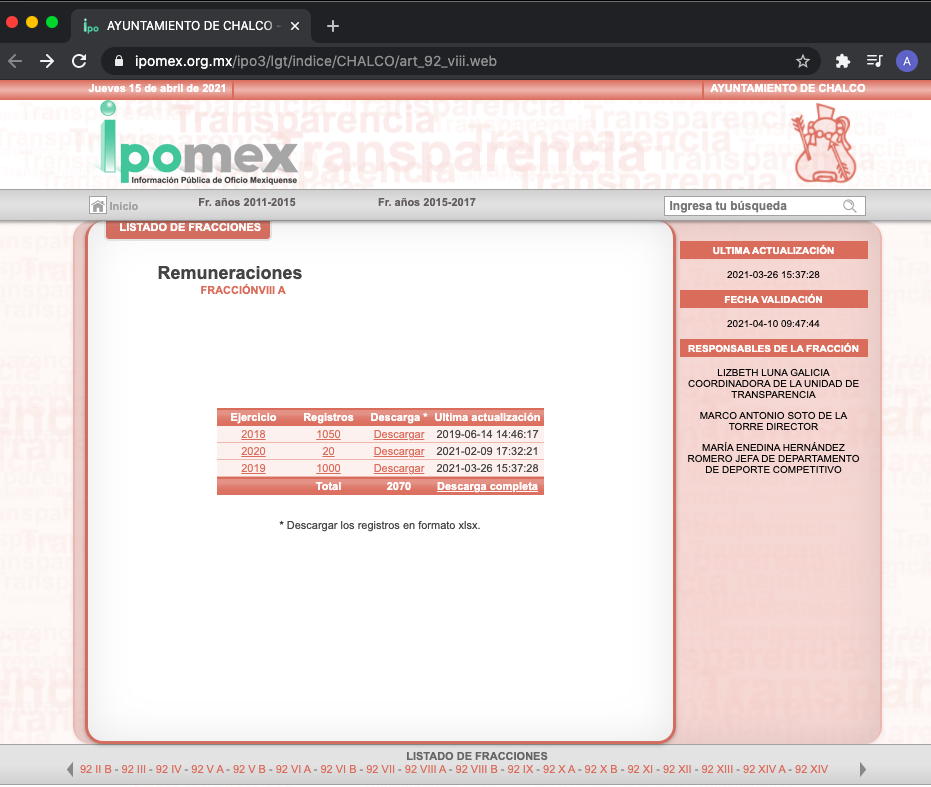 ipo AYUNTAMIENTO DE CHALCO -
ipomex.org.mx/ipo3/lgt/indice/CHALCO/art_92_viii.web
A
Jueves 15 de abril de 2021
AYUNTAMIENTO DE CHALCO
ipomex
Información Pública de Oficio Mexiquense
Transparencia
Inicio
Fr. años 2011-2015
Fr. años 2015-2017
Ingresa tu búsqueda
LISTADO DE FRACCIONES
Remuneraciones
FRACCIÓNVIII A
Ejercicio Registros Descarga * Ultima actualización
2018 1050 Descargar 2019-06-14 14:46:17
2020 20 Descargar 2021-02-09 17:32:21
2019 1000 Descargar 2021-03-26 15:37:28
Total 2070 Descarga completa
* Descargar los registros en formato xlsx.
ULTIMA ACTUALIZACIÓN
2021-03-26 15:37:28
FECHA VALIDACIÓN
2021-04-10 09:47:44
RESPONSABLES DE LA FRACCIÓN
LIZBETH LUNA GALICIA
COORDINADORA DE LA UNIDAD DE
TRANSPARENCIA
MARCO ANTONIO SOTO DE LA
TORRE DIRECTOR
MARÍA ENEDINA HERNÁNDEZ
ROMERO JEFA DE DEPARTAMENTO
DE DEPORTE COMPETITIVO
LISTADO DE FRACCIONES
92 II B - 92 III - 92 IV - 92 V A - 92 V B - 92 VI A - 92 VI B - 92 VII - 92 VIII A - 92 VIII B - 92 IX - 92 X A - 92 X B - 92 XI - 92 XII - 92 XIII - 92 XIV A - 92 XIV